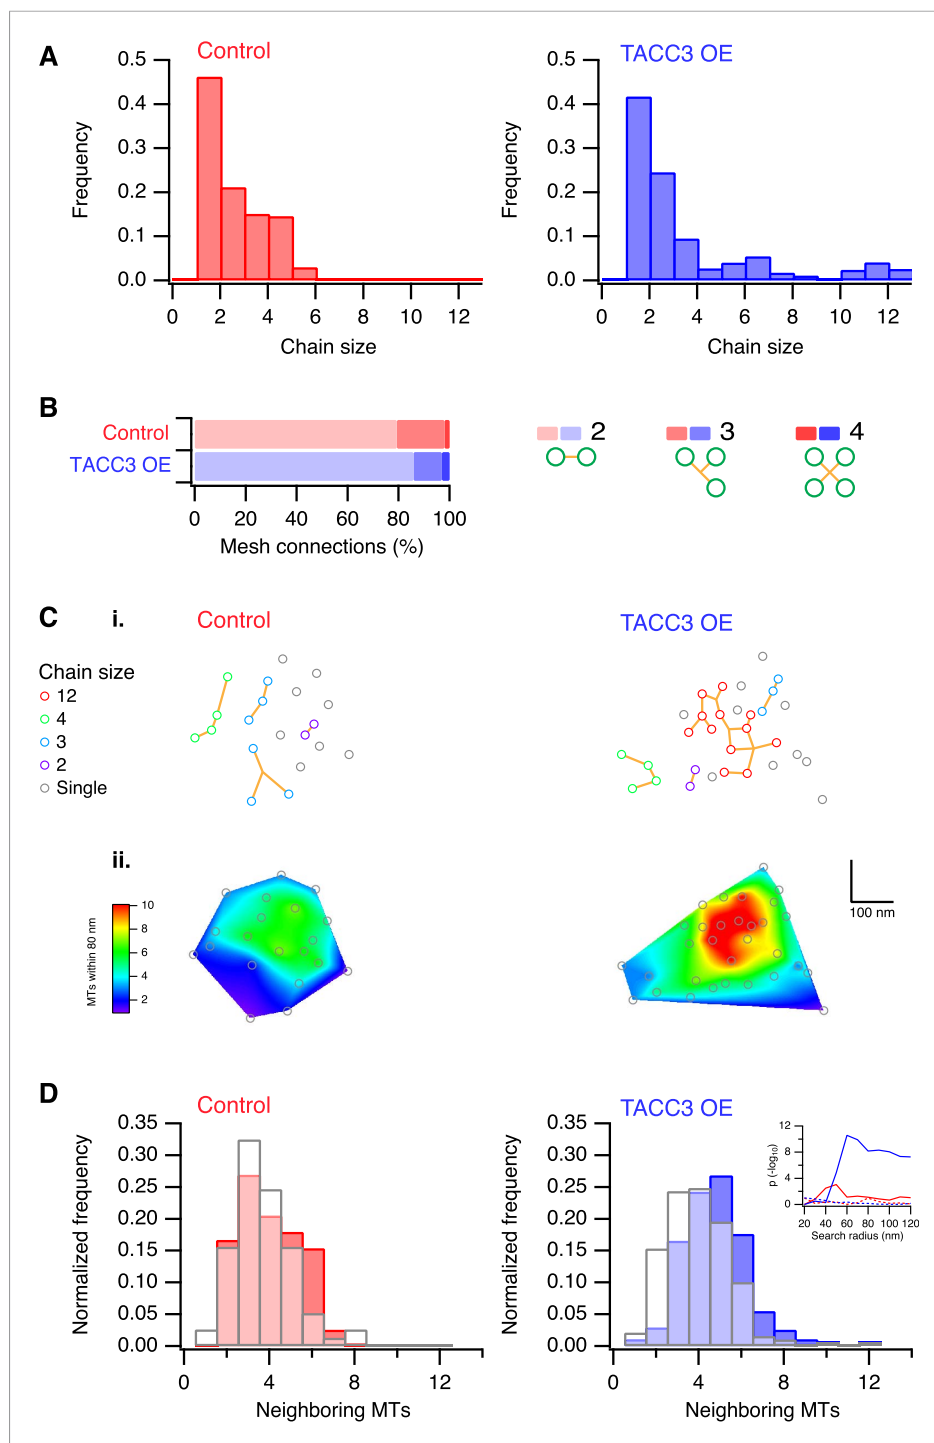 A
Control
TACC3 OE
0.5
0.4
0.3
0.2
0.1
0.0
Frequency
0 2 4 6 8 10 12
Chain size
0.5
0.4
0.3
0.2
0.1
0.0
Frequency
0 2 4 6 8 10 12
Chain size
B
Control
TACC3 OE
0 20 40 60 80 100
Mesh connections (%)
2
3
4
C
i.
Control
TACC3 OE
Chain size
12
4
3
2
Single
ii.
MTs within 80 nm
10
8
6
4
2
100 nm
D
Control
TACC3 OE
0.35
0.30
0.25
0.20
0.15
0.10
0.05
0.00
Normalized frequency
0 4 8 12
Neighboring MTs
0.35
0.30
0.25
0.20
0.15
0.10
0.05
0.00
Normalized frequency
0 4 8 12
Neighboring MTs
12
8
4
0
p (-log10)
20 40 60 80 100 120
Search radius (nm)